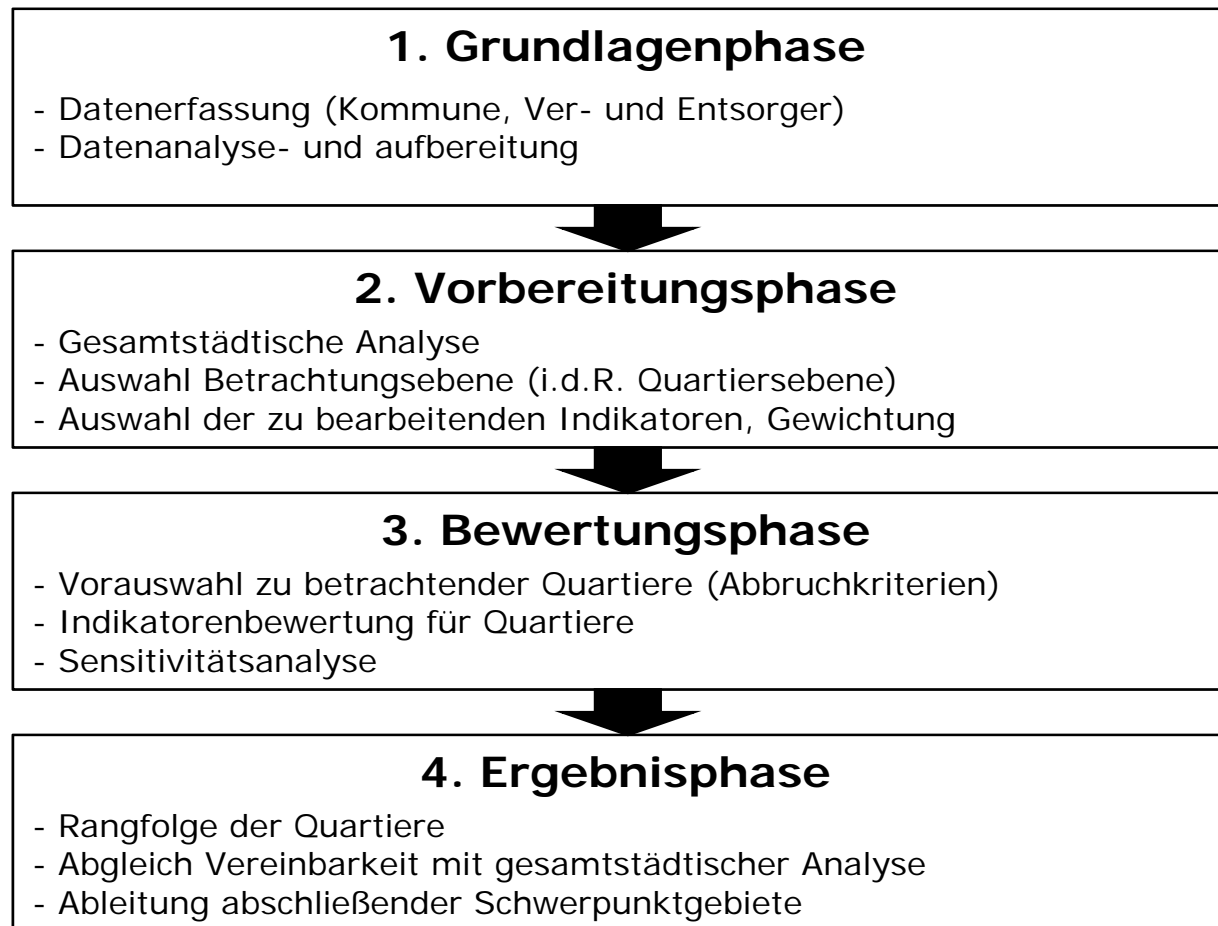 1. Grundlagenphase
- Datenerfassung (Kommune, Ver- und Entsorger)
- Datenanalyse- und aufbereitung
2. Vorbereitungsphase
- Gesamtstädtische Analyse
- Auswahl Betrachtungsebene (i.d.R. Quartiersebene)
- Auswahl der zu bearbeitenden Indikatoren, Gewichtung
3. Bewertungsphase
- Vorauswahl zu betrachtender Quartiere (Abbruchkriterien)
- Indikatorenbewertung für Quartiere
- Sensitivitätsanalyse
4. Ergebnisphase
- Rangfolge der Quartiere
- Abgleich Vereinbarkeit mit gesamtstädtischer Analyse
- Ableitung abschließender Schwerpunktgebiete